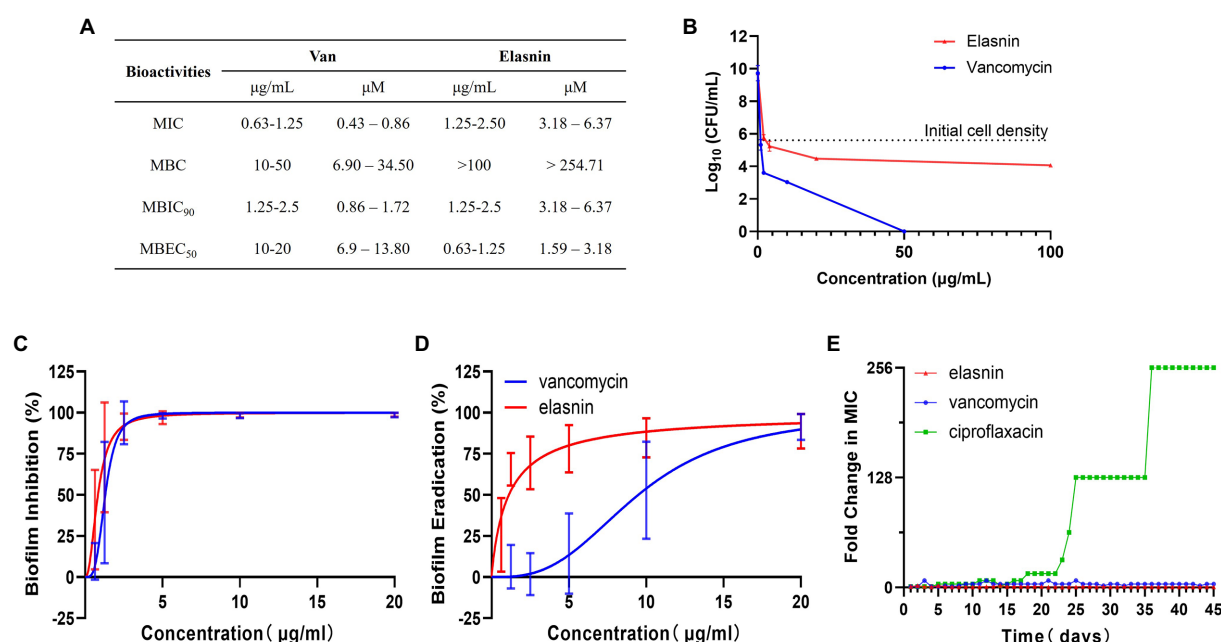 A
Bioactivities Van Elasnin
μg/mL μM μg/mL μM
MIC 0.63-1.25 0.43 – 0.86 1.25-2.50 3.18 – 6.37
MBC 10-50 6.90 – 34.50 >100 > 254.71
MBIC90 1.25-2.5 0.86 – 1.72 1.25-2.5 3.18 – 6.37
MBEC50 10-20 6.9 – 13.80 0.63-1.25 1.59 – 3.18
B
Log10 (CFU/mL)
12
10
8
6
4
2
0
Elasnin
Vancomycin
Initial cell density
0 50 100
Concentration (μg/mL)
C
Biofilm Inhibition (%)
125
100
75
50
25
0
-25
5 10 15 20
Concentration( μg/ml)
D
Biofilm Eradication (%)
125
100
75
50
25
0
-25
vancomycin
elasnin
5 10 15 20
Concentration( μg/ml)
E
Fold Change in MIC
256
128
0
elasnin
vancomycin
ciproflaxacin
0 5 10 15 20 25 30 35 40 45
Time( days)